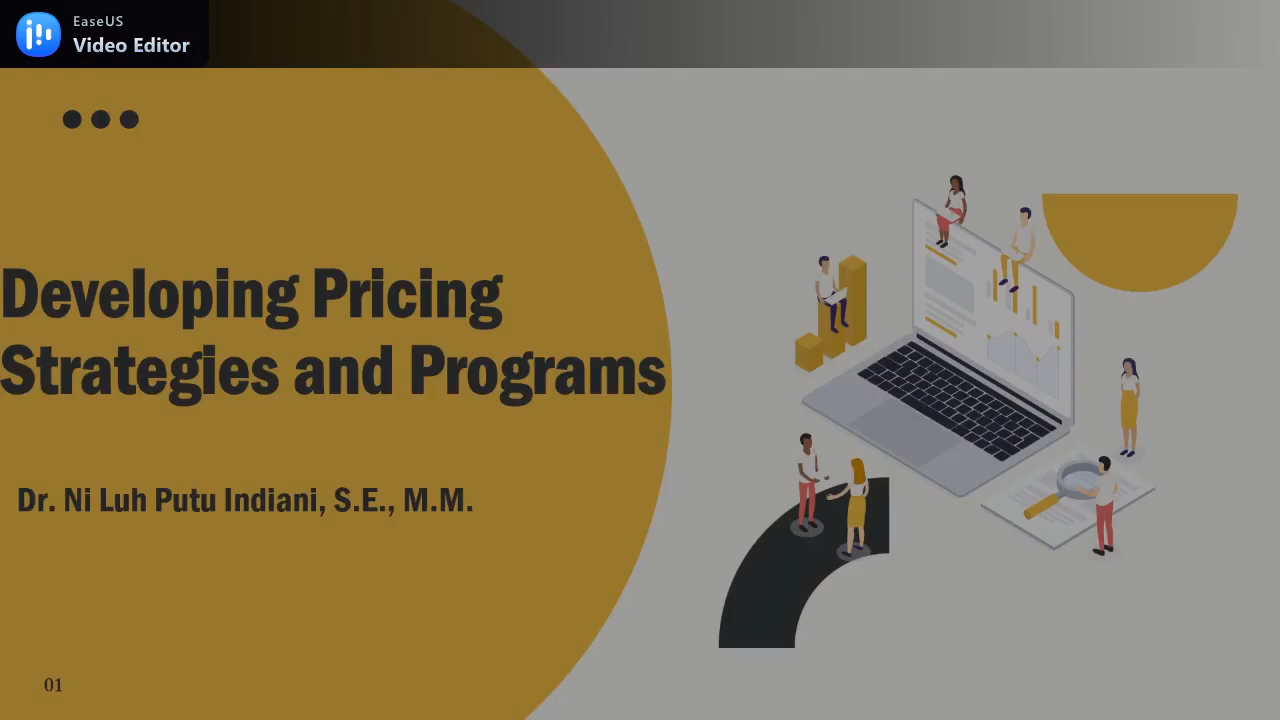 EaseUS
Video Editor
Developing Pricing
Strategies and Programs
Dr. Ni Luh Putu Indiani, S.E., M.M.
01